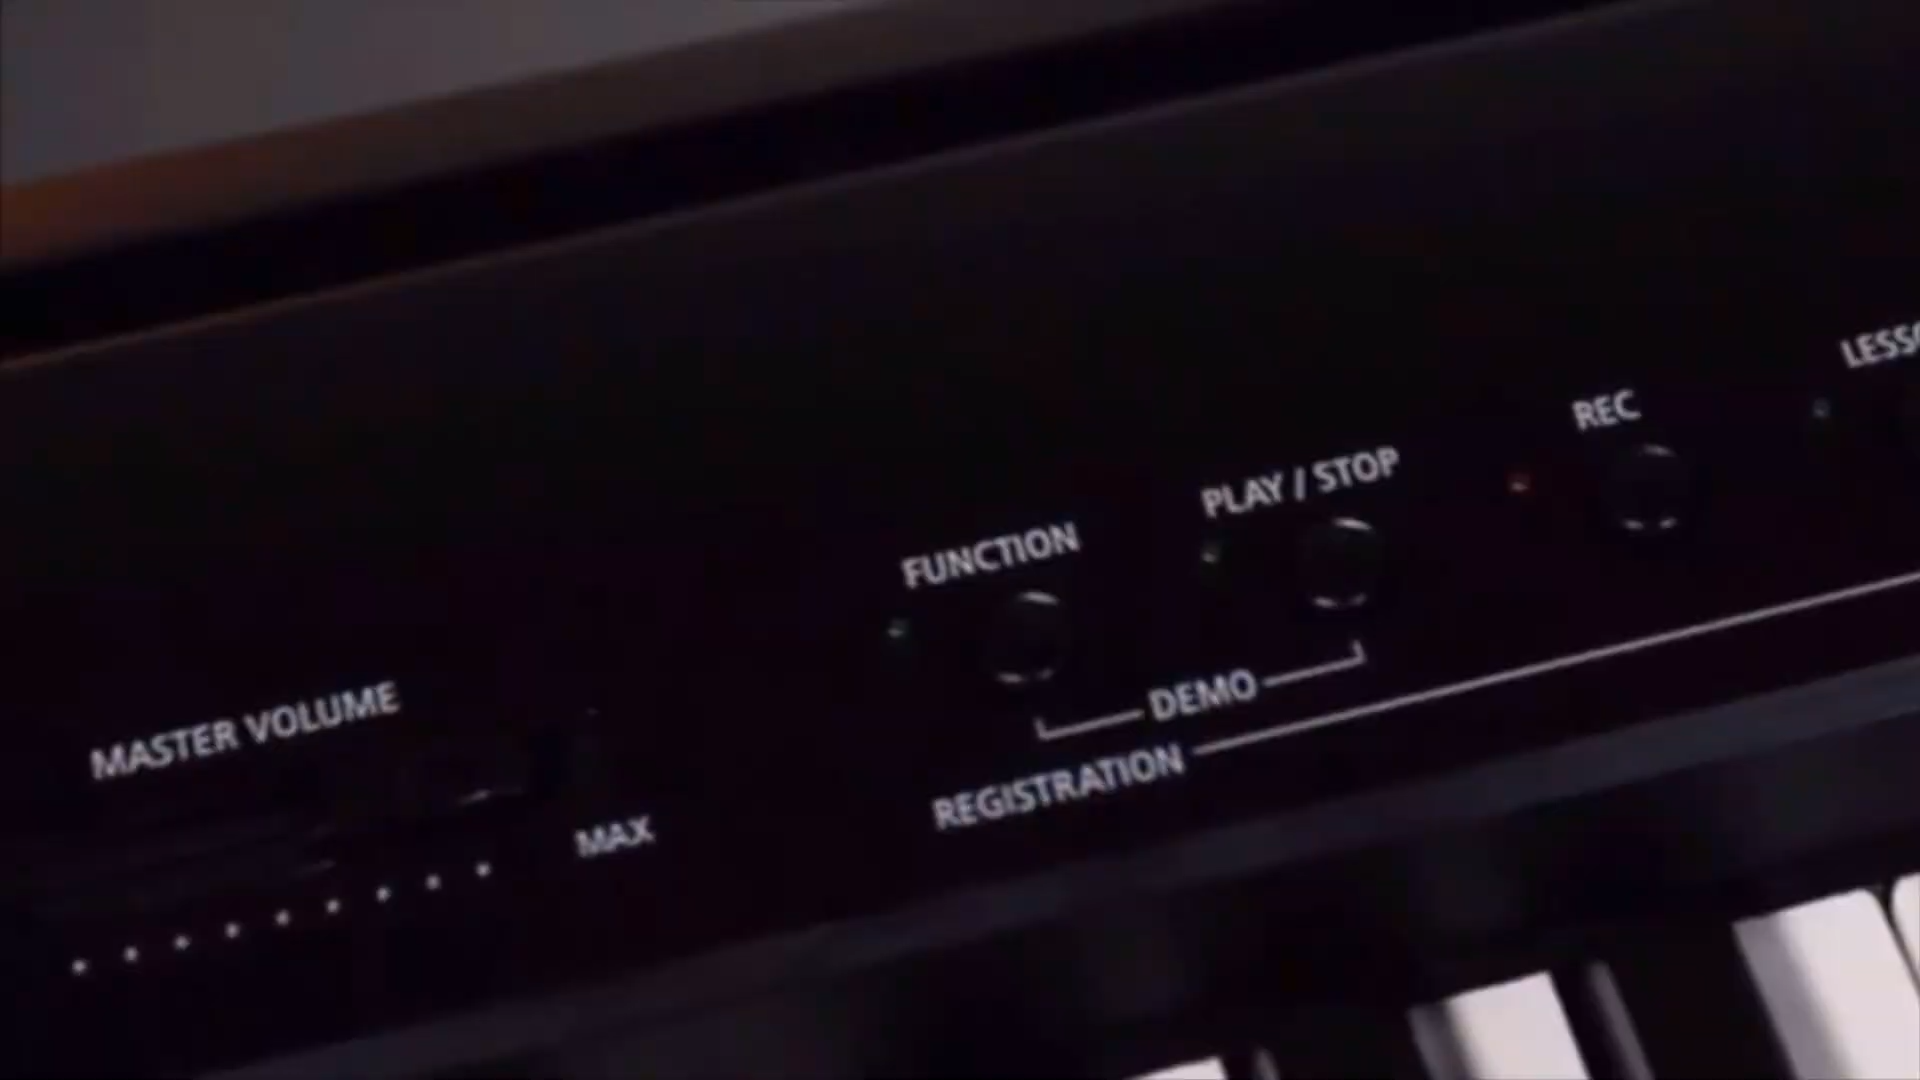 MASTER VOLUME
MAX
FUNCTION
PLAY / STOP
REC
DEMO
REGISTRATION